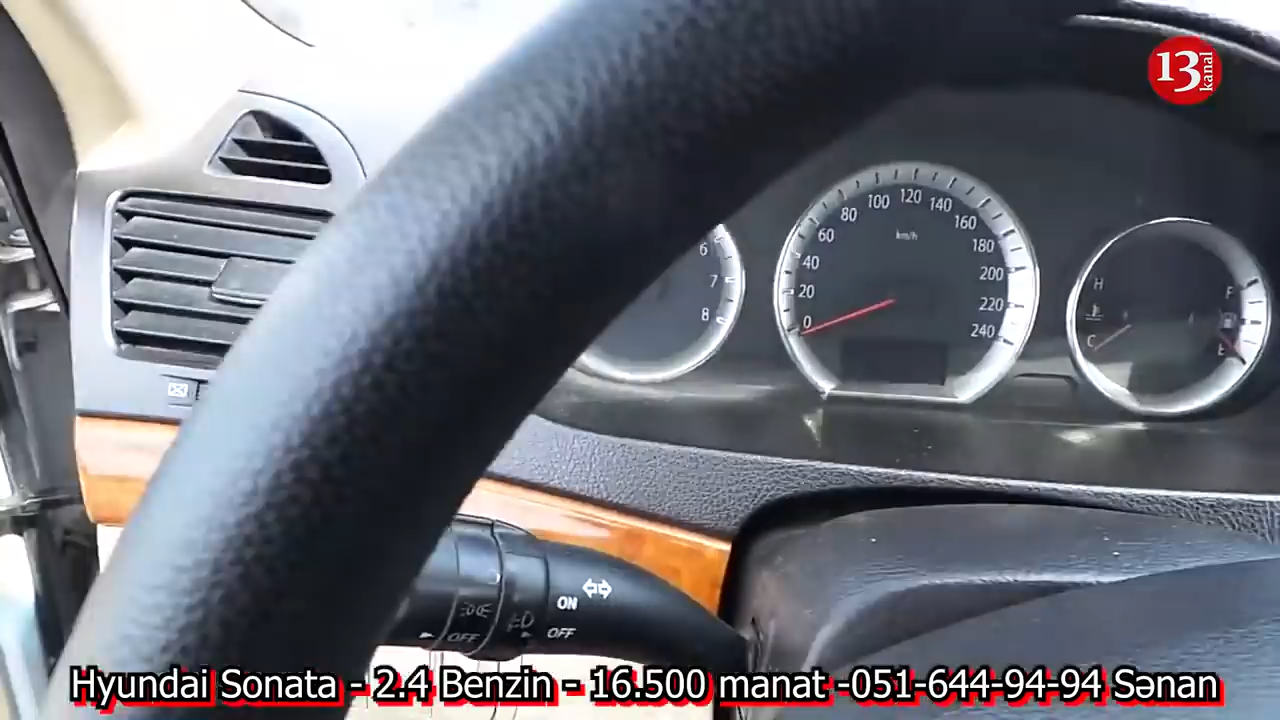 13 kanal
6
7
8
0
20
40
60
80
100
120
140
160
180
200
220
240
km/h
H
C
F
E
ON
OFF
OFF
Hyundai Sonata - 2.4 Benzin - 16.500 manat -051-644-94-94 Sənan